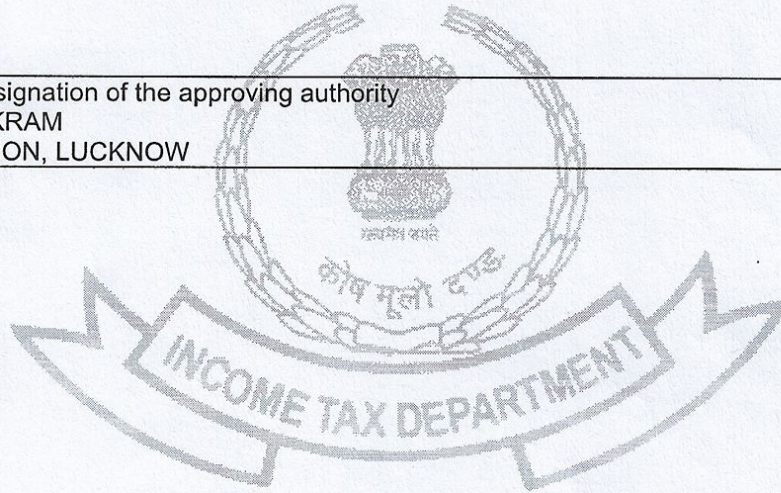 signation of the approving authority
KRAM
ON, LUCKNOW
सत्यमेव जयते
कोष मूलो दण्डः
INCOME TAX DEPARTMENT